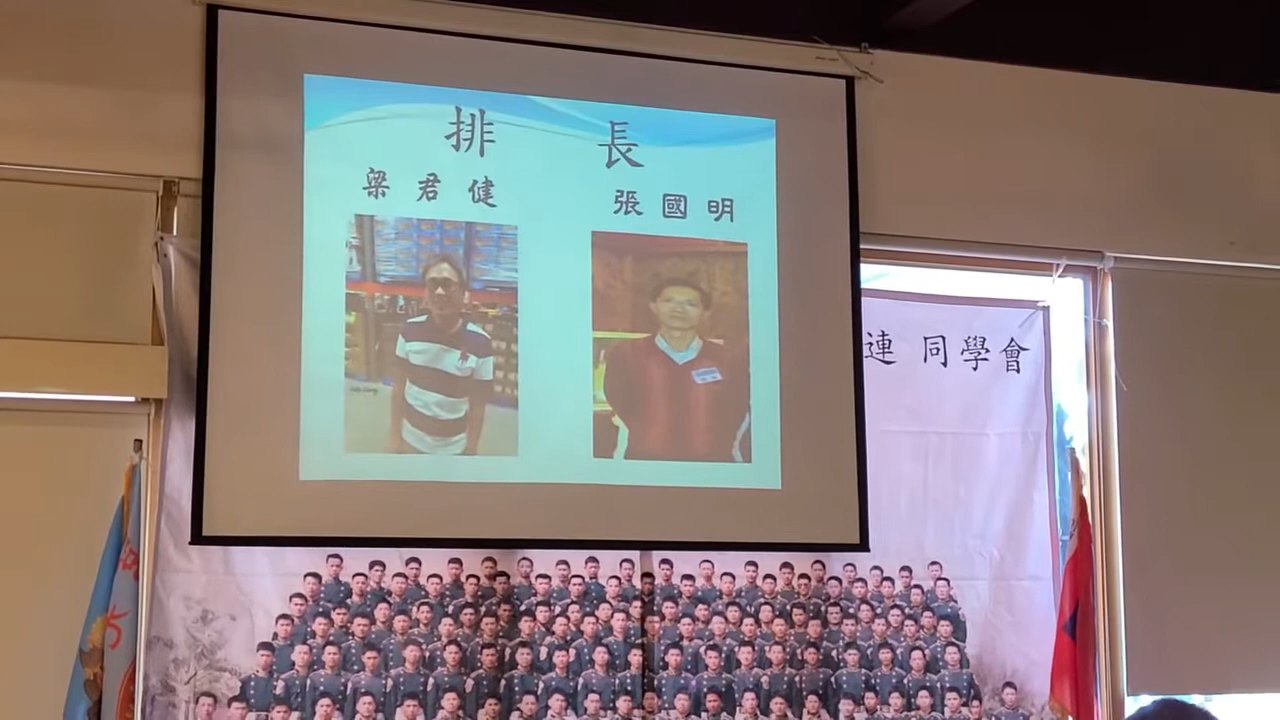 排 長
梁君健 張國明
連 同學會